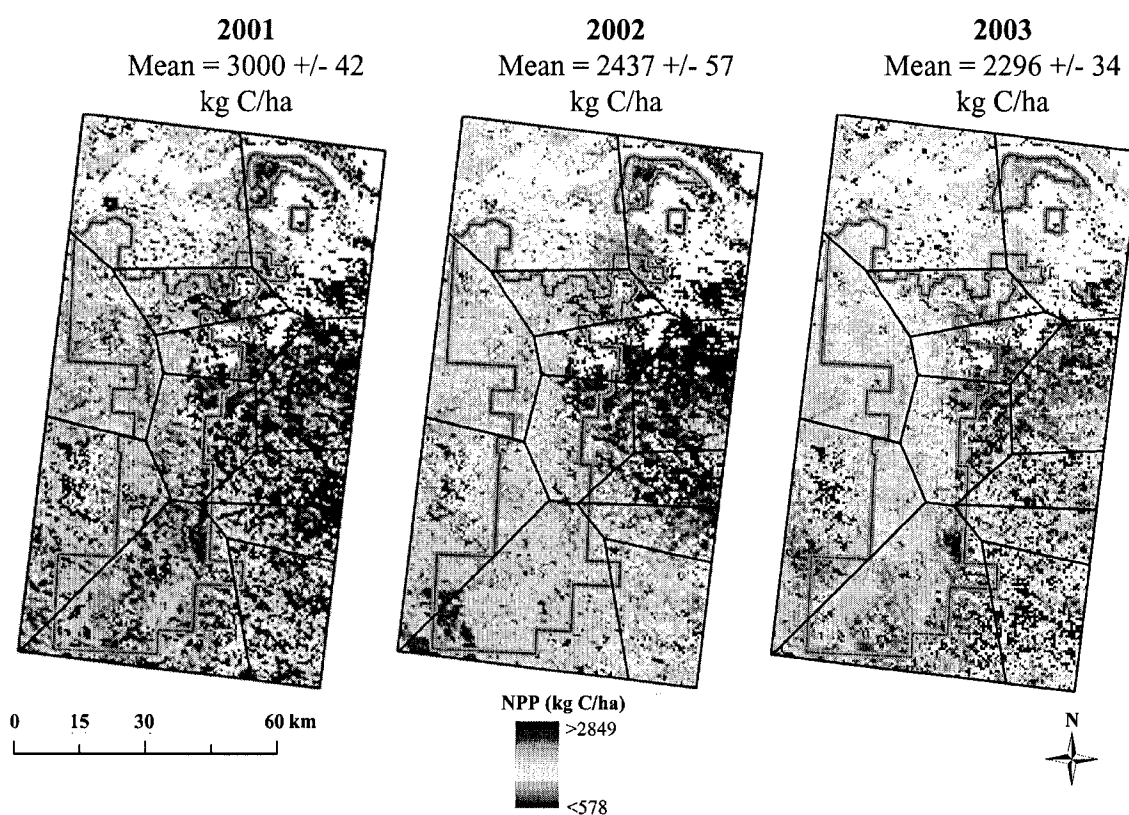 2001
Mean = 3000 +/- 42
kg C/ha
2002
Mean = 2437 +/- 57
kg C/ha
2003
Mean = 2296 +/- 34
kg C/ha
0 15 30 60 km
NPP (kg C/ha)
>2849
<578
N